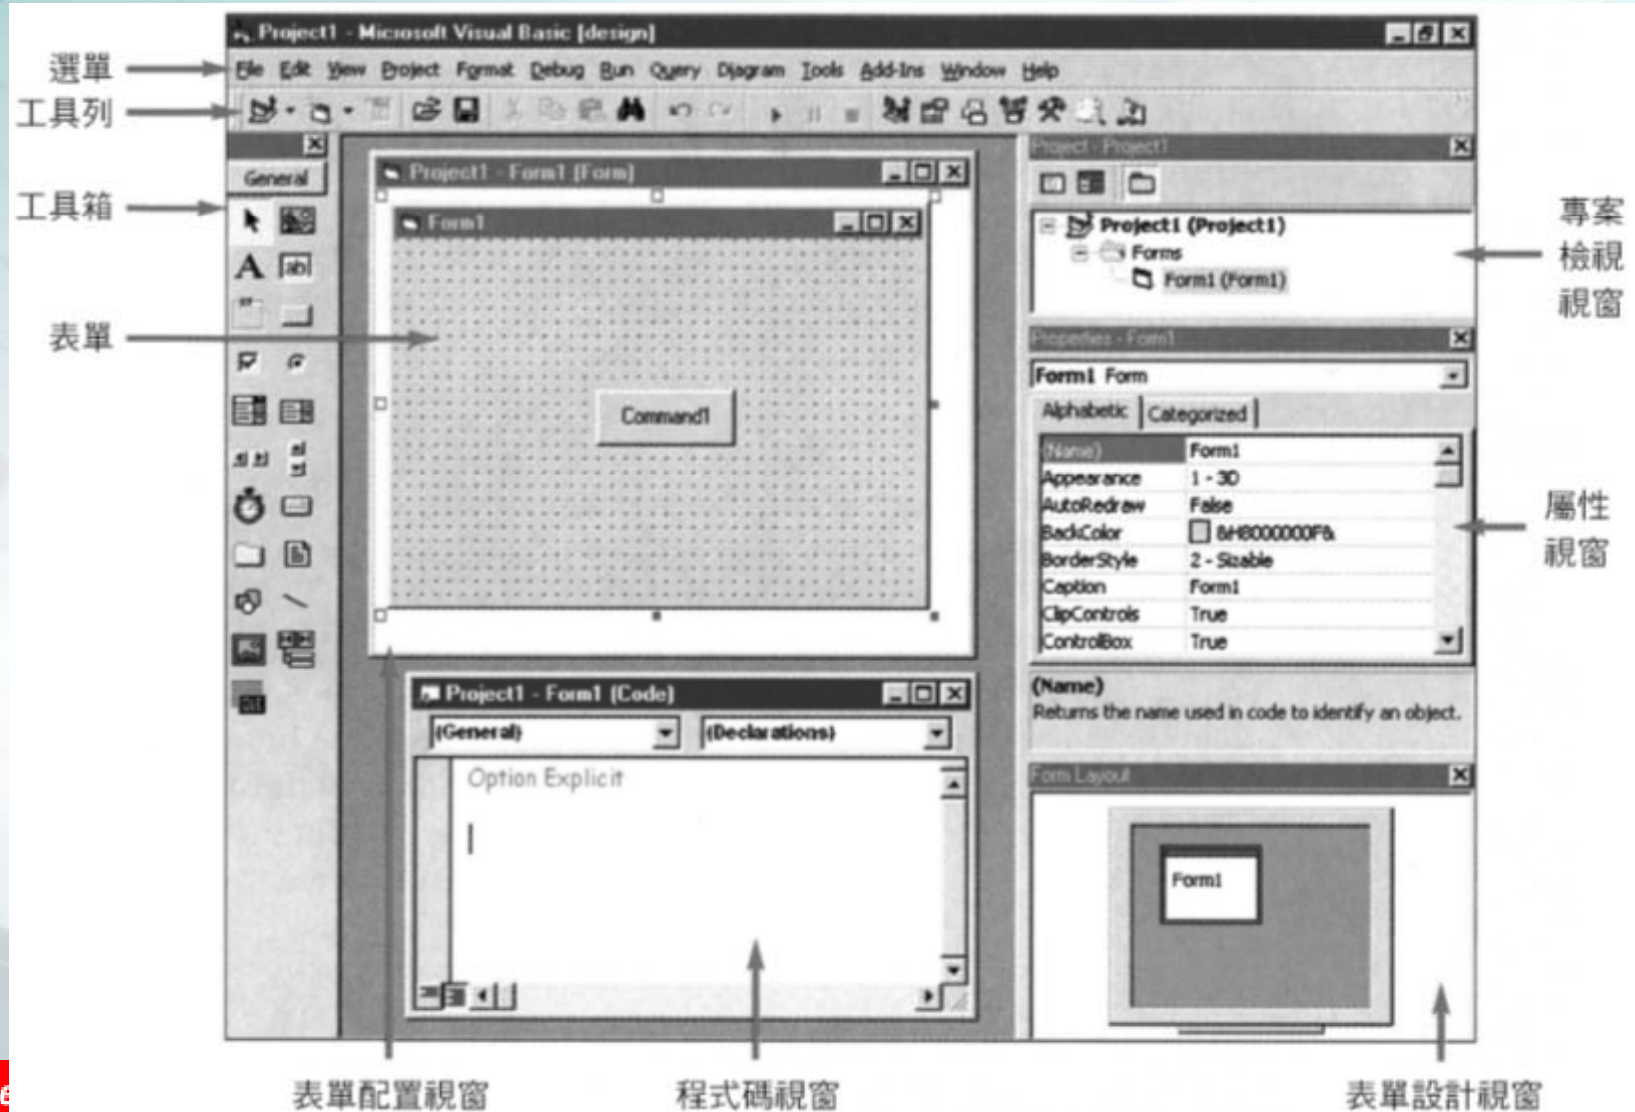 Project1 - Microsoft Visual Basic [design]
選單
File Edit View Project Format Debug Run Query Diagram Tools Add-Ins Window Help
工具列
General
工具箱
表單
Project1 - Form1 (Form)
Form1
Command1
Project1 - Form1 (Code)
(General)
(Declarations)
Option Explicit
Project - Project1
Project1 (Project1)
Forms
Form1 (Form1)
專案
檢視
視窗
Properties - Form1
Form1 Form
Alphabetic Categorized
(Name) Form1
Appearance 1 - 3D
AutoRedraw False
BackColor &H8000000F&
BorderStyle 2 - Sizable
Caption Form1
ClipControls True
ControlBox True
屬性
視窗
(Name)
Returns the name used in code to identify an object.
Form Layout
Form1
表單配置視窗
程式碼視窗
表單設計視窗